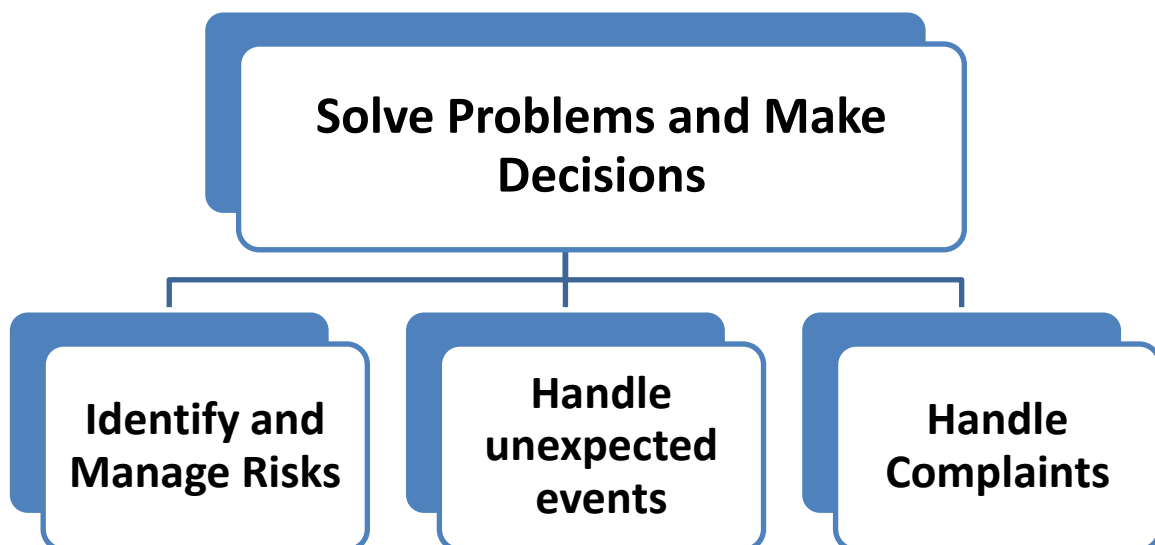 Solve Problems and Make
Decisions
Identify and
Manage Risks
Handle
unexpected
events
Handle
Complaints